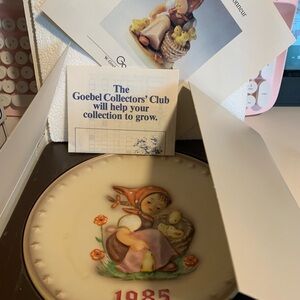 The
Goebel Collectors' Club
will help your
collection to grow.
1985